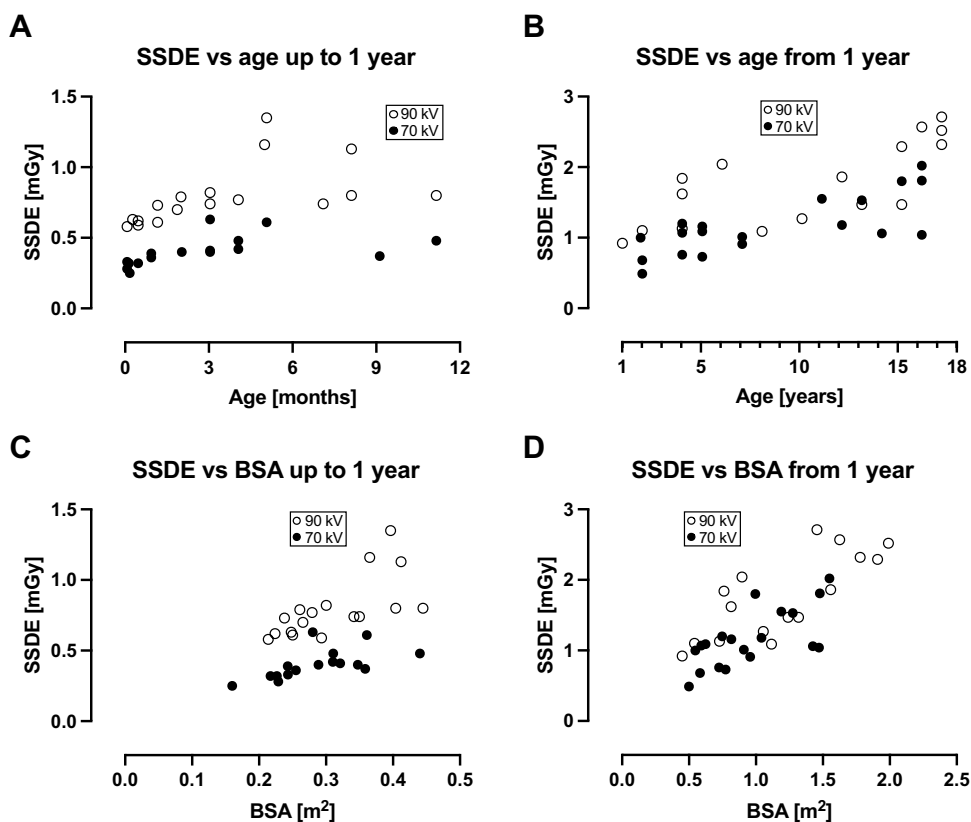 A
SSDE vs age up to 1 year
1.5
1.0
0.5
0.0
SSDE [mGy]
90 kV
70 kV
0 3 6 9 12
Age [months]
B
SSDE vs age from 1 year
3
2
1
0
SSDE [mGy]
90 kV
70 kV
1 5 10 15 18
Age [years]
C
SSDE vs BSA up to 1 year
1.5
1.0
0.5
0.0
SSDE [mGy]
90 kV
70 kV
0.0 0.1 0.2 0.3 0.4 0.5
BSA [m²]
D
SSDE vs BSA from 1 year
3
2
1
0
SSDE [mGy]
90 kV
70 kV
0.0 0.5 1.0 1.5 2.0 2.5
BSA [m²]